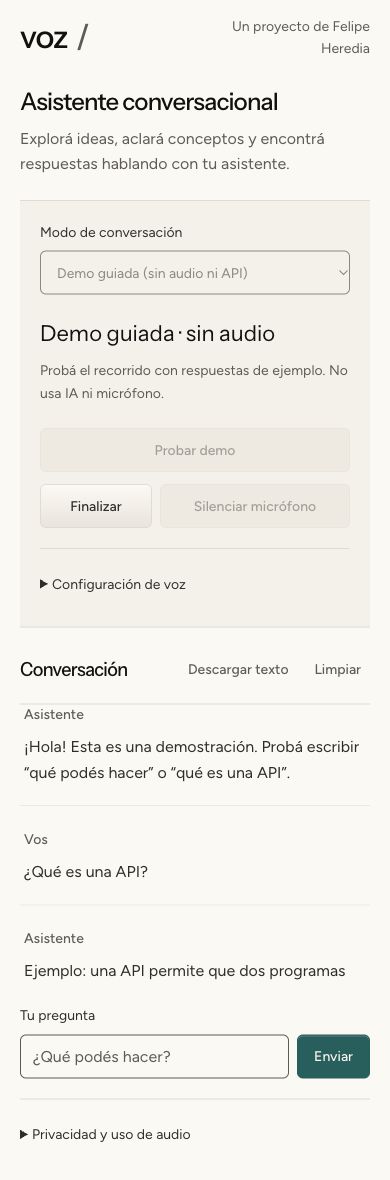 voz /
Un proyecto de Felipe
Heredia
Asistente conversacional
Explorá ideas, aclará conceptos y encontrá
respuestas hablando con tu asistente.
Modo de conversación
Demo guiada (sin audio ni API)
Demo guiada · sin audio
Probá el recorrido con respuestas de ejemplo. No
usa IA ni micrófono.
Probar demo
Finalizar
Silenciar micrófono
Configuración de voz
Conversación
Descargar texto
Limpiar
Asistente
¡Hola! Esta es una demostración. Probá escribir
“qué podés hacer” o “qué es una API”.
Vos
¿Qué es una API?
Asistente
Ejemplo: una API permite que dos programas
Tu pregunta
¿Qué podés hacer?
Enviar
Privacidad y uso de audio